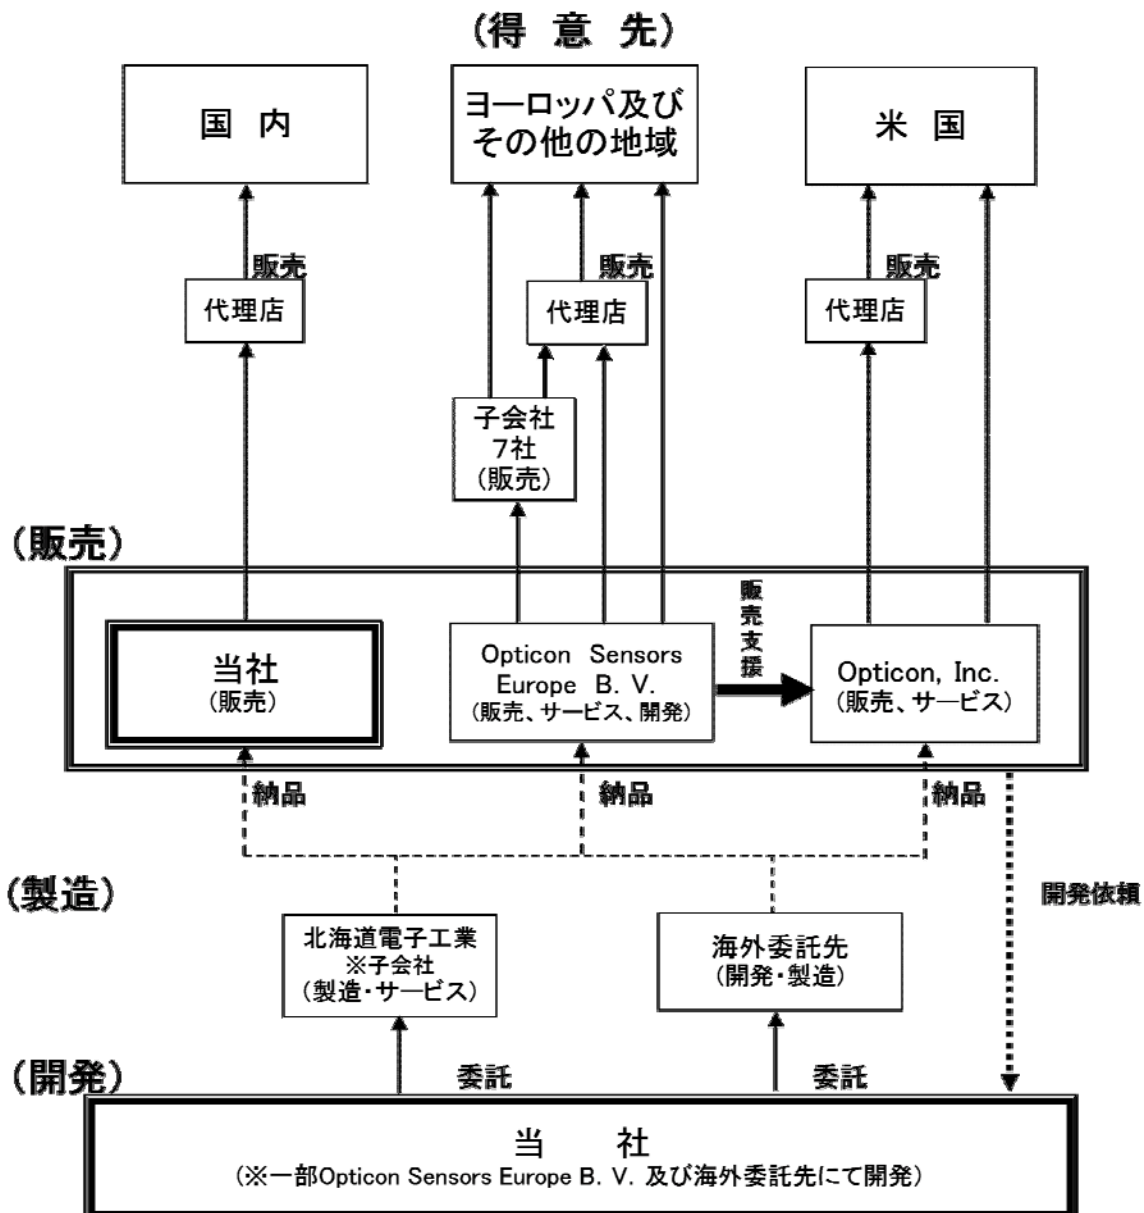 (得 意 先)
国 内
ヨーロッパ及び
その他の地域
米 国
販売
販売
販売
代理店
代理店
代理店
子会社
7社
(販売)
(販売)
当社
(販売)
Opticon Sensors
Europe B. V.
(販売、サービス、開発)
販売支援
Opticon, Inc.
(販売、サービス)
納品
納品
納品
(製造)
開発依頼
北海道電子工業
※子会社
(製造・サービス)
海外委託先
(開発・製造)
(開発)
委託
委託
当 社
(※一部Opticon Sensors Europe B. V. 及び海外委託先にて開発)